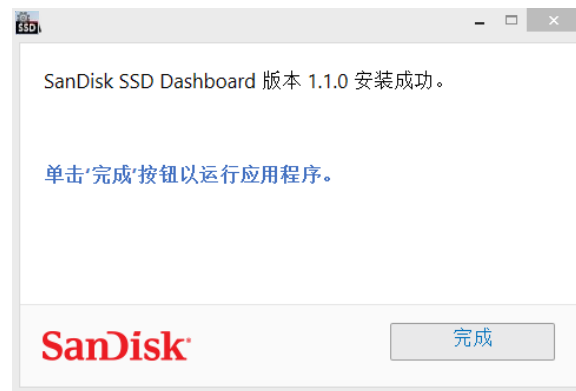 SSD
SanDisk SSD Dashboard 版本 1.1.0 安装成功。
单击‘完成’按钮以运行应用程序。
SanDisk
完成